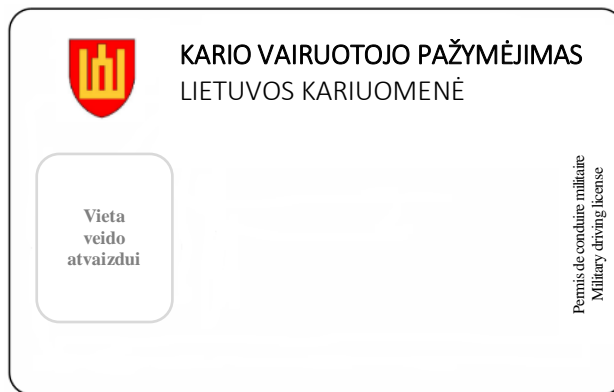 KARIO VAIRUOTOJO PAŽYMĖJIMAS
LIETUVOS KARIUOMENĖ
Vieta
veido
atvaizdui
Permis de conduire militaire
Military driving license